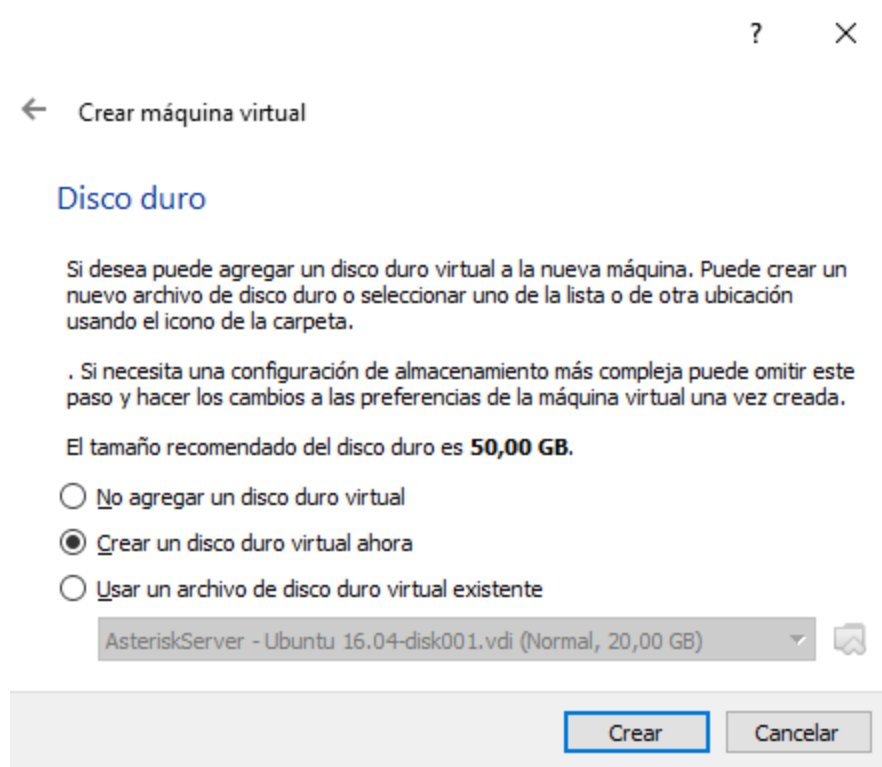 ?
Crear máquina virtual
Disco duro
Si desea puede agregar un disco duro virtual a la nueva máquina. Puede crear un
nuevo archivo de disco duro o seleccionar uno de la lista o de otra ubicación
usando el icono de la carpeta.
. Si necesita una configuración de almacenamiento más compleja puede omitir este
paso y hacer los cambios a las preferencias de la máquina virtual una vez creada.
El tamaño recomendado del disco duro es 50,00 GB.
No agregar un disco duro virtual
Crear un disco duro virtual ahora
Usar un archivo de disco duro virtual existente
AsteriskServer - Ubuntu 16.04-disk001.vdi (Normal, 20,00 GB)
Crear Cancelar